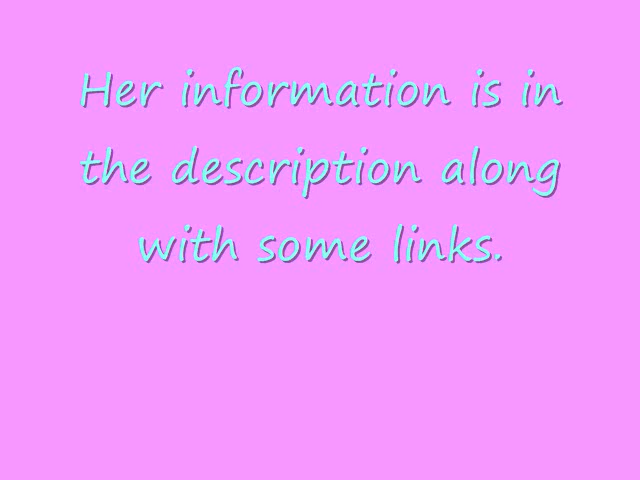 Her information is in
the description along
with some links.